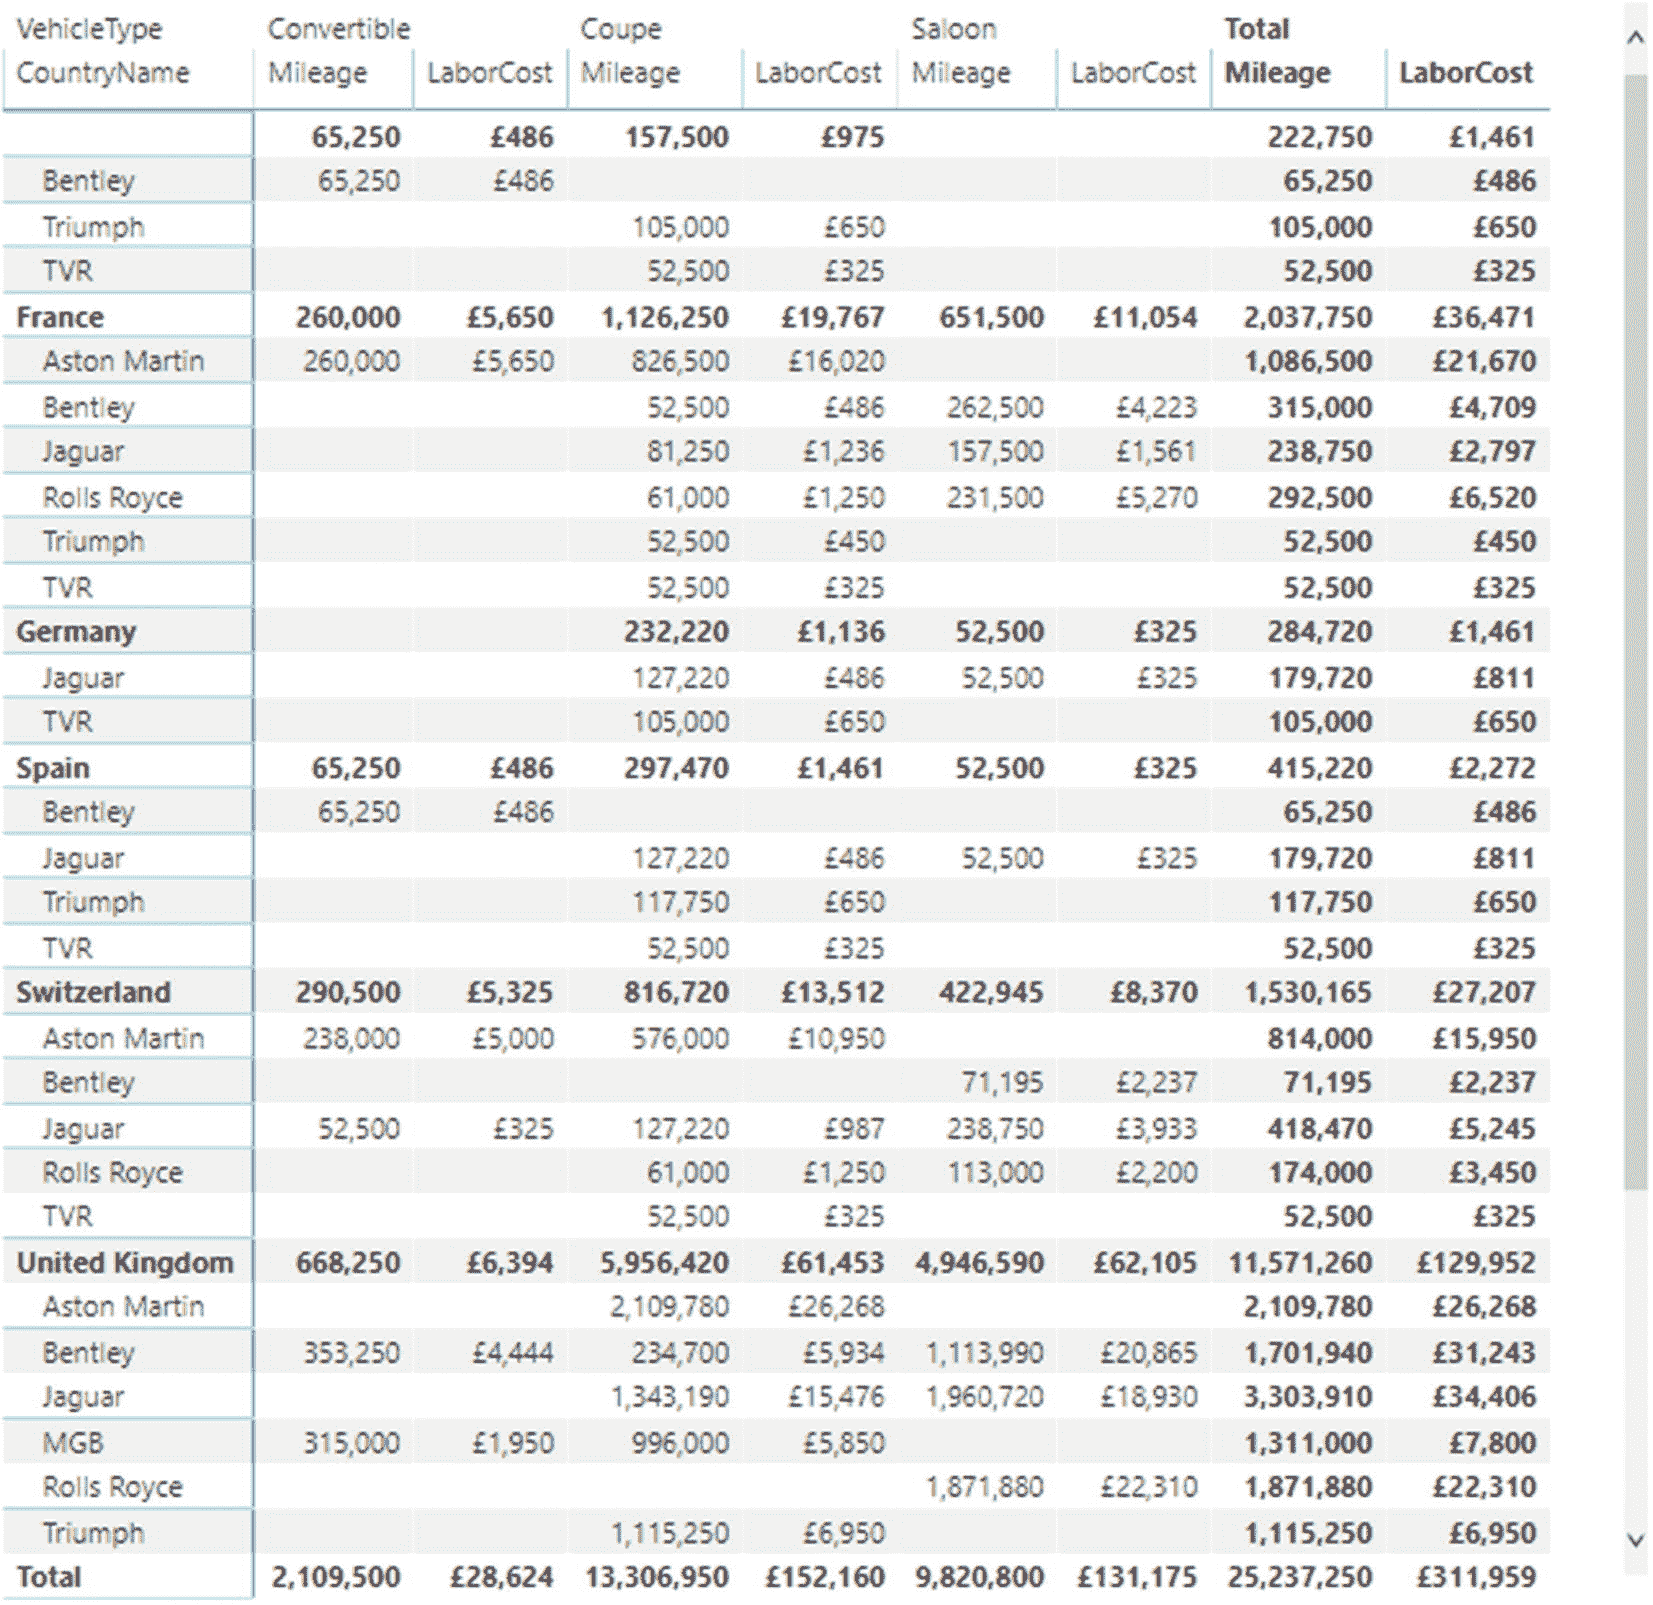 VehicleType Convertible Coupe Saloon Total
CountryName Mileage LaborCost Mileage LaborCost Mileage LaborCost Mileage LaborCost
65,250 £486 157,500 £975 222,750 £1,461
Bentley 65,250 £486 65,250 £486
Triumph 105,000 £650 105,000 £650
TVR 52,500 £325 52,500 £325
France 260,000 £5,650 1,126,250 £19,767 651,500 £11,054 2,037,750 £36,471
Aston Martin 260,000 £5,650 826,500 £16,020 1,086,500 £21,670
Bentley 52,500 £486 262,500 £4,223 315,000 £4,709
Jaguar 81,250 £1,236 157,500 £1,561 238,750 £2,797
Rolls Royce 61,000 £1,250 231,500 £5,270 292,500 £6,520
Triumph 52,500 £450 52,500 £450
TVR 52,500 £325 52,500 £325
Germany 232,220 £1,136 52,500 £325 284,720 £1,461
Jaguar 127,220 £486 52,500 £325 179,720 £811
TVR 105,000 £650 105,000 £650
Spain 65,250 £486 297,470 £1,461 52,500 £325 415,220 £2,272
Bentley 65,250 £486 65,250 £486
Jaguar 127,220 £486 52,500 £325 179,720 £811
Triumph 117,750 £650 117,750 £650
TVR 52,500 £325 52,500 £325
Switzerland 290,500 £5,325 816,720 £13,512 422,945 £8,370 1,530,165 £27,207
Aston Martin 238,000 £5,000 576,000 £10,950 814,000 £15,950
Bentley 71,195 £2,237 71,195 £2,237
Jaguar 52,500 £325 127,220 £987 238,750 £3,933 418,470 £5,245
Rolls Royce 61,000 £1,250 113,000 £2,200 174,000 £3,450
TVR 52,500 £325 52,500 £325
United Kingdom 668,250 £6,394 5,956,420 £61,453 4,946,590 £62,105 11,571,260 £129,952
Aston Martin 2,109,780 £26,268 2,109,780 £26,268
Bentley 353,250 £4,444 234,700 £5,934 1,113,990 £20,865 1,701,940 £31,243
Jaguar 1,343,190 £15,476 1,960,720 £18,930 3,303,910 £34,406
MGB 315,000 £1,950 996,000 £5,850 1,311,000 £7,800
Rolls Royce 1,871,880 £22,310 1,871,880 £22,310
Triumph 1,115,250 £6,950 1,115,250 £6,950
Total 2,109,500 £28,624 13,306,950 £152,160 9,820,800 £131,175 25,237,250 £311,959